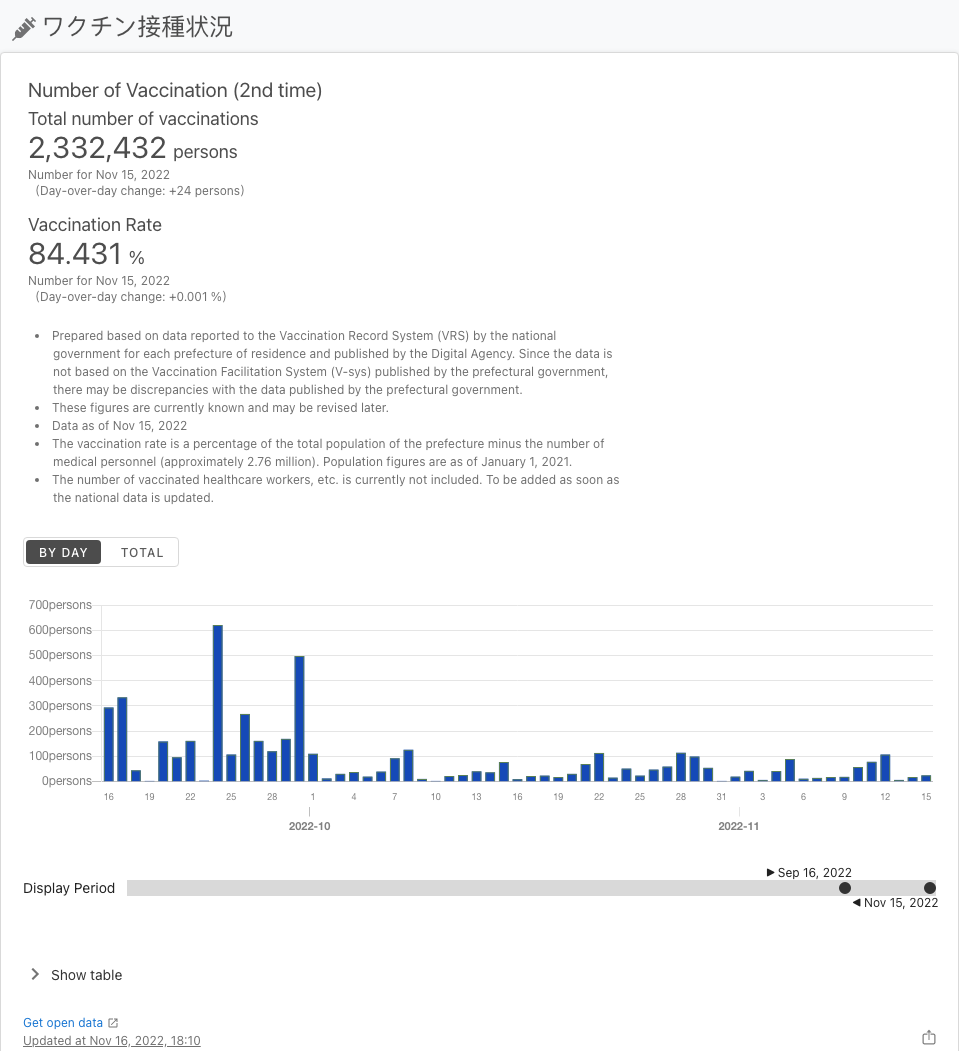 ワクチン接種状況
Number of Vaccination (2nd time)
Total number of vaccinations
2,332,432 persons
Number for Nov 15, 2022
(Day-over-day change: +24 persons)
Vaccination Rate
84.431 %
Number for Nov 15, 2022
(Day-over-day change: +0.001 %)
• Prepared based on data reported to the Vaccination Record System (VRS) by the national
government for each prefecture of residence and published by the Digital Agency. Since the data is
not based on the Vaccination Facilitation System (V-sys) published by the prefectural government,
there may be discrepancies with the data published by the prefectural government.
• These figures are currently known and may be revised later.
• Data as of Nov 15, 2022
• The vaccination rate is a percentage of the total population of the prefecture minus the number of
medical personnel (approximately 2.76 million). Population figures are as of January 1, 2021.
• The number of vaccinated healthcare workers, etc. is currently not included. To be added as soon as
the national data is updated.
BY DAY TOTAL
700persons
600persons
500persons
400persons
300persons
200persons
100persons
0persons
16 19 22 25 28 1 4 7 10 13 16 19 22 25 28 31 3 6 9 12 15
2022-10 2022-11
Sep 16, 2022
Display Period
Nov 15, 2022
Show table
Get open data
Updated at Nov 16, 2022, 18:10